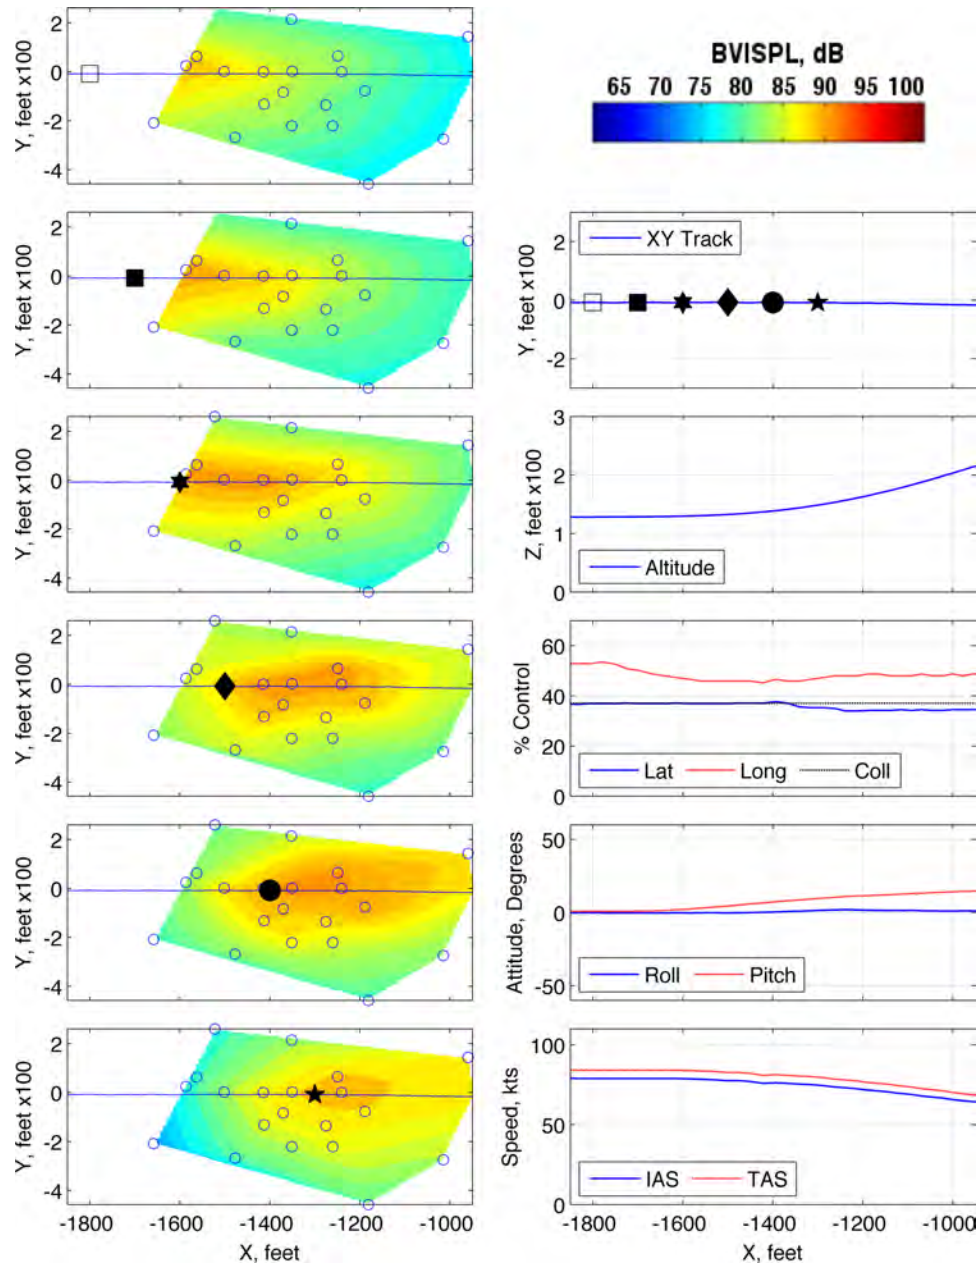 2
0
-2
-4
Y, feet x100
BVISPL, dB
65 70 75 80 85 90 95 100
2
0
-2
-4
Y, feet x100
2
0
-2
Y, feet x100
XY Track
2
0
-2
-4
Y, feet x100
3
2
1
0
Z, feet x100
Altitude
2
0
-2
-4
Y, feet x100
60
40
20
0
% Control
Lat Long Coll
2
0
-2
-4
Y, feet x100
50
0
-50
Attitude, Degrees
Roll Pitch
2
0
-2
-4
Y, feet x100
100
50
0
Speed, kts
IAS TAS
-1800 -1600 -1400 -1200 -1000
X, feet
-1800 -1600 -1400 -1200 -1000
X, feet